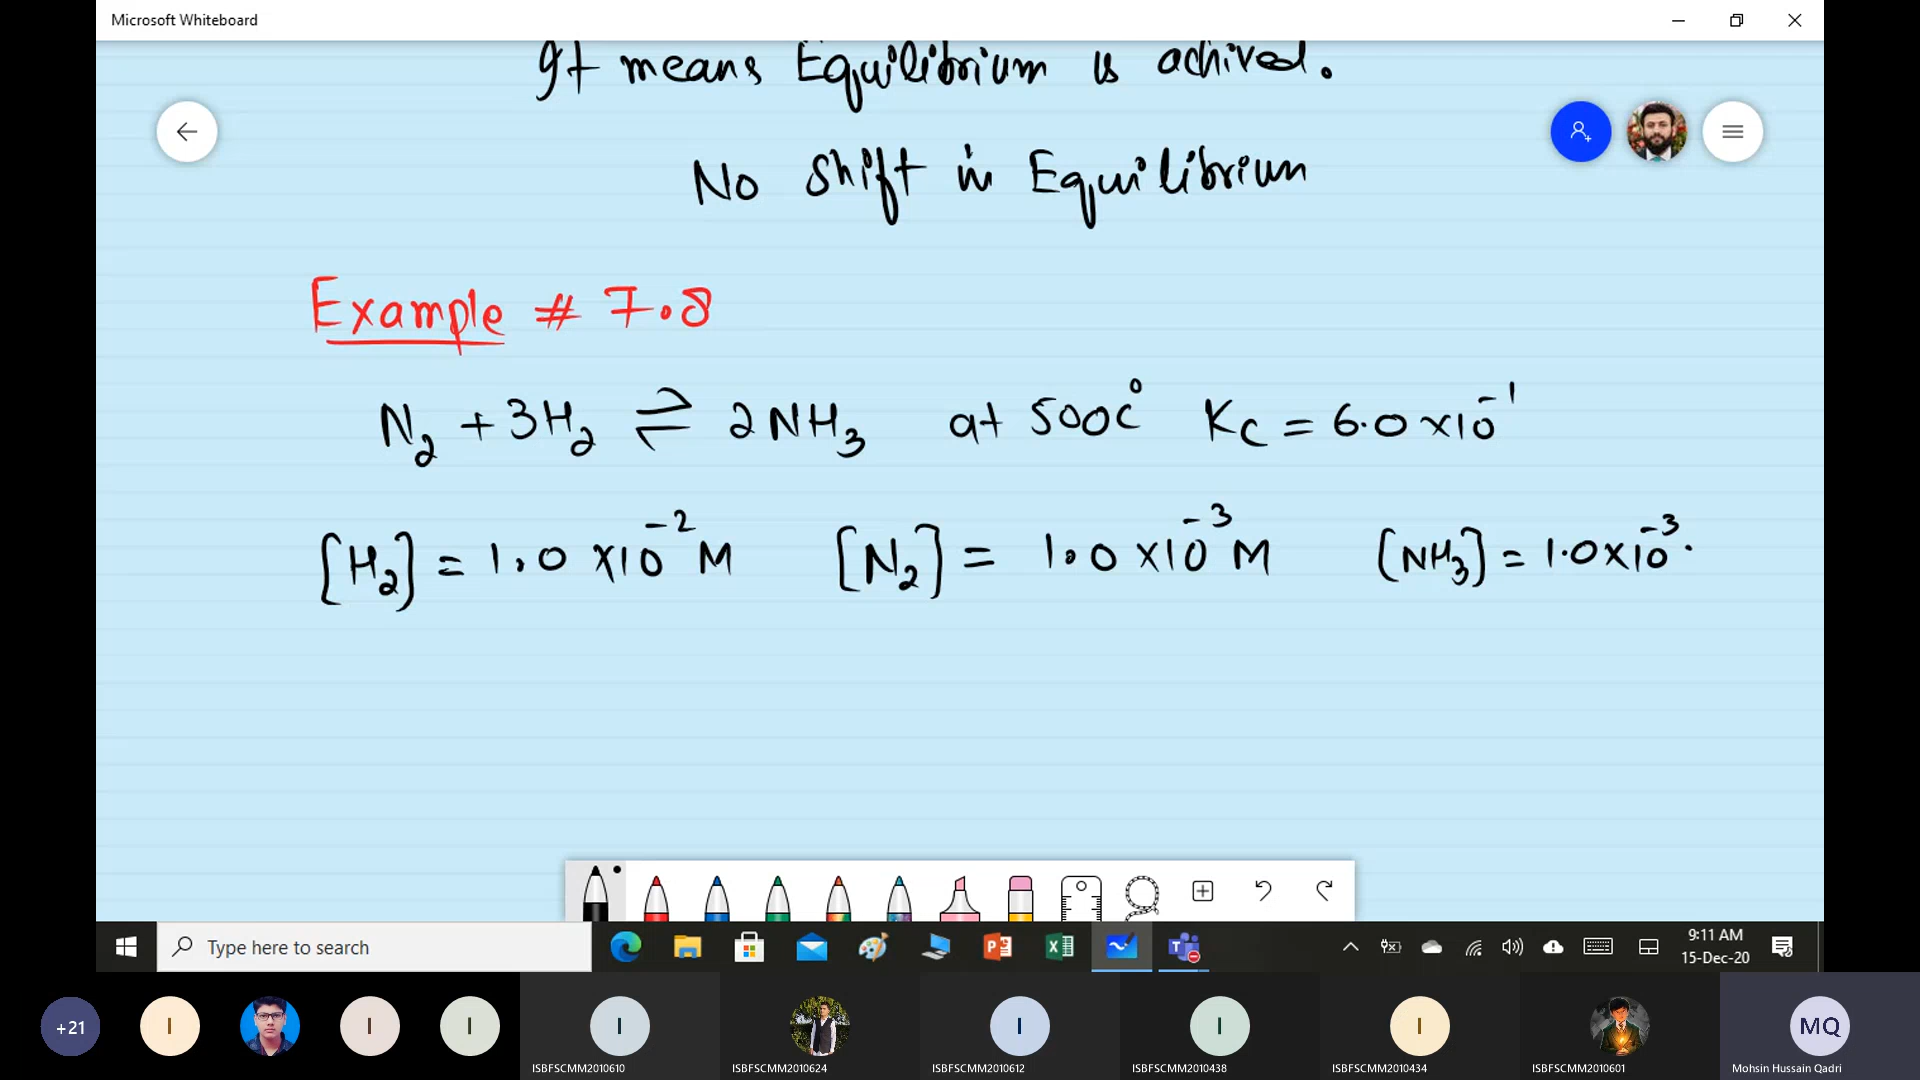 Microsoft Whiteboard
It means Equilibrium is achived.
No shift in Equilibrium
Example # 7.8
N₂ + 3H₂ ⇌ 2NH₃ at 500C° Kc = 6.0 × 10⁻¹
[H₂] = 1.0 × 10⁻² M [N₂] = 1.0 × 10⁻³ M [NH₃] = 1.0 × 10⁻³.
Type here to search
9:11 AM
15-Dec-20
+21 I I I I I I I I MQ
ISBFSCMM2010610 ISBFSCMM2010624 ISBFSCMM2010612 ISBFSCMM2010438 ISBFSCMM2010434 ISBFSCMM2010601 Mohsin Hussain Qadri